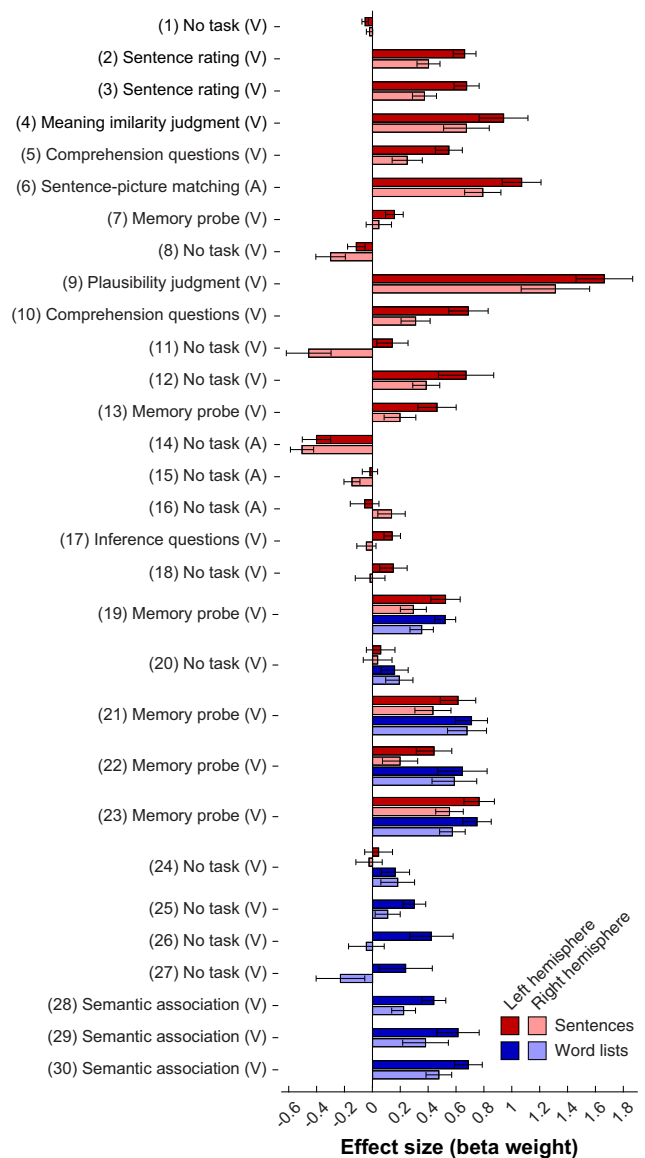 (1) No task (V)
(2) Sentence rating (V)
(3) Sentence rating (V)
(4) Meaning imilarity judgment (V)
(5) Comprehension questions (V)
(6) Sentence-picture matching (A)
(7) Memory probe (V)
(8) No task (V)
(9) Plausibility judgment (V)
(10) Comprehension questions (V)
(11) No task (V)
(12) No task (V)
(13) Memory probe (V)
(14) No task (A)
(15) No task (A)
(16) No task (A)
(17) Inference questions (V)
(18) No task (V)
(19) Memory probe (V)
(20) No task (V)
(21) Memory probe (V)
(22) Memory probe (V)
(23) Memory probe (V)
(24) No task (V)
(25) No task (V)
(26) No task (V)
(27) No task (V)
(28) Semantic association (V)
(29) Semantic association (V)
(30) Semantic association (V)
Left hemisphere
Right hemisphere
Sentences
Word lists
-0.6 -0.4 -0.2 0 0.2 0.4 0.6 0.8 1 1.2 1.4 1.6 1.8
Effect size (beta weight)